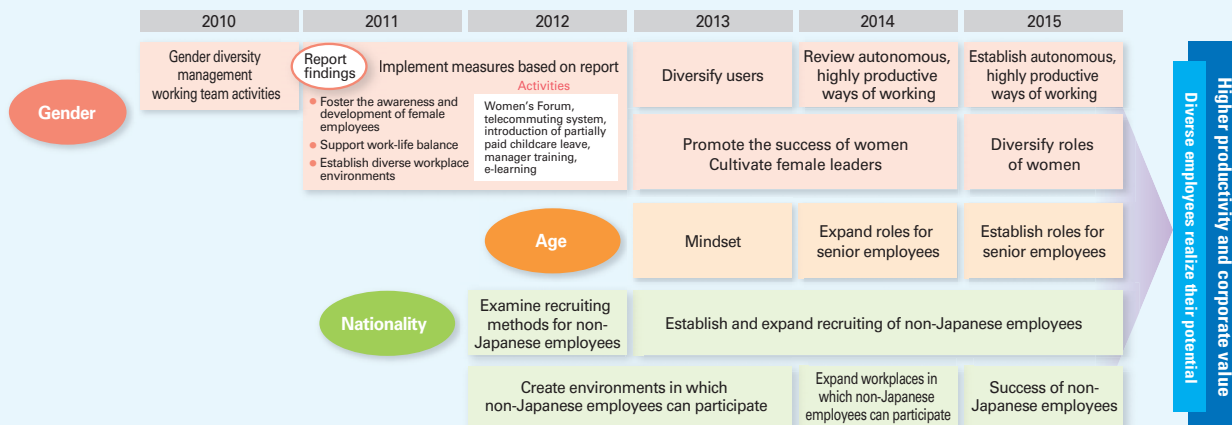 2010
2011
2012
2013
2014
2015
Gender
Gender diversity
management
working team activities
Report
findings
Implement measures based on report
● Foster the awareness and
development of female
employees
● Support work-life balance
● Establish diverse workplace
environments
Activities
Women’s Forum,
telecommuting system,
introduction of partially
paid childcare leave,
manager training,
e-learning
Diversify users
Review autonomous,
highly productive
ways of working
Establish autonomous,
highly productive
ways of working
Promote the success of women
Cultivate female leaders
Diversify roles
of women
Age
Mindset
Expand roles for
senior employees
Establish roles for
senior employees
Nationality
Examine recruiting
methods for non-
Japanese employees
Establish and expand recruiting of non-Japanese employees
Create environments in which
non-Japanese employees can participate
Expand workplaces in
which non-Japanese
employees can participate
Success of non-
Japanese employees
Diverse employees realize their potential
Higher productivity and corporate value